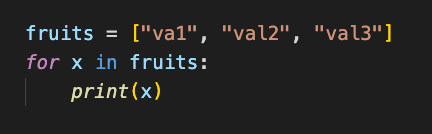 fruits = ["va1", "val2", "val3"]
for x in fruits:
    print(x)